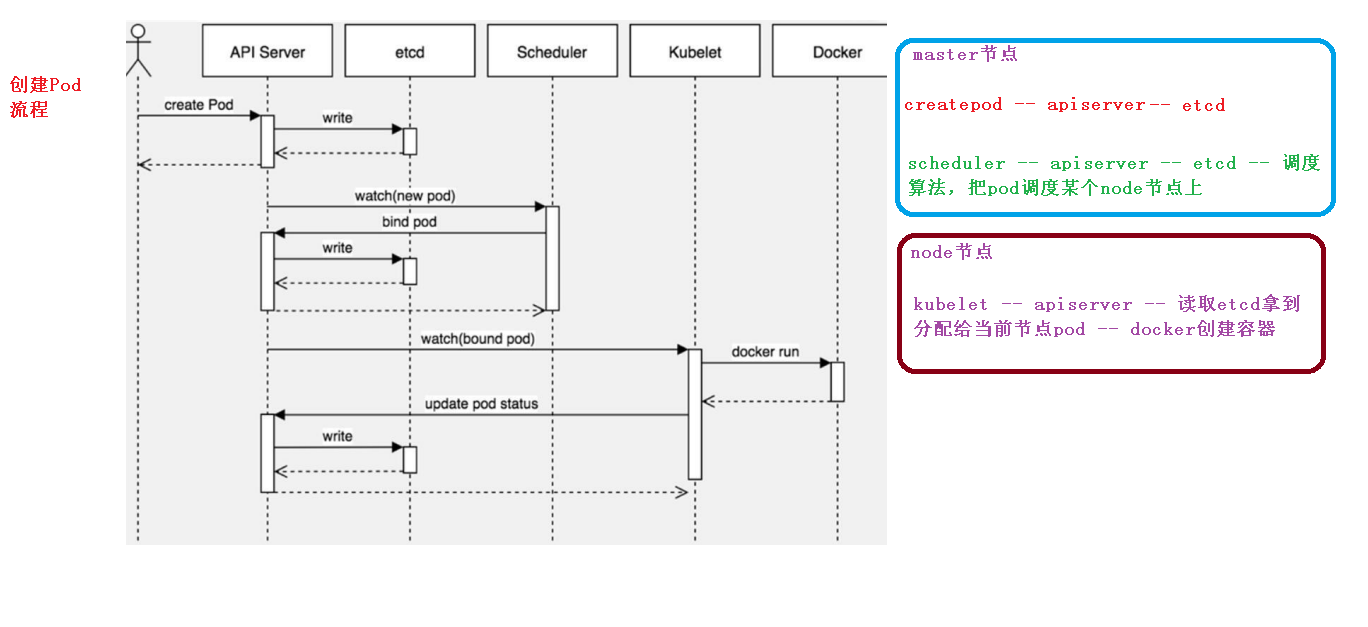 创建Pod
流程
API Server
etcd
Scheduler
Kubelet
Docker
create Pod
write
watch(new pod)
bind pod
write
watch(bound pod)
docker run
update pod status
write
master节点
createpod -- apiserver-- etcd
scheduler -- apiserver -- etcd -- 调度
算法，把pod调度某个node节点上
node节点
kubelet -- apiserver -- 读取etcd拿到
分配给当前节点pod -- docker创建容器